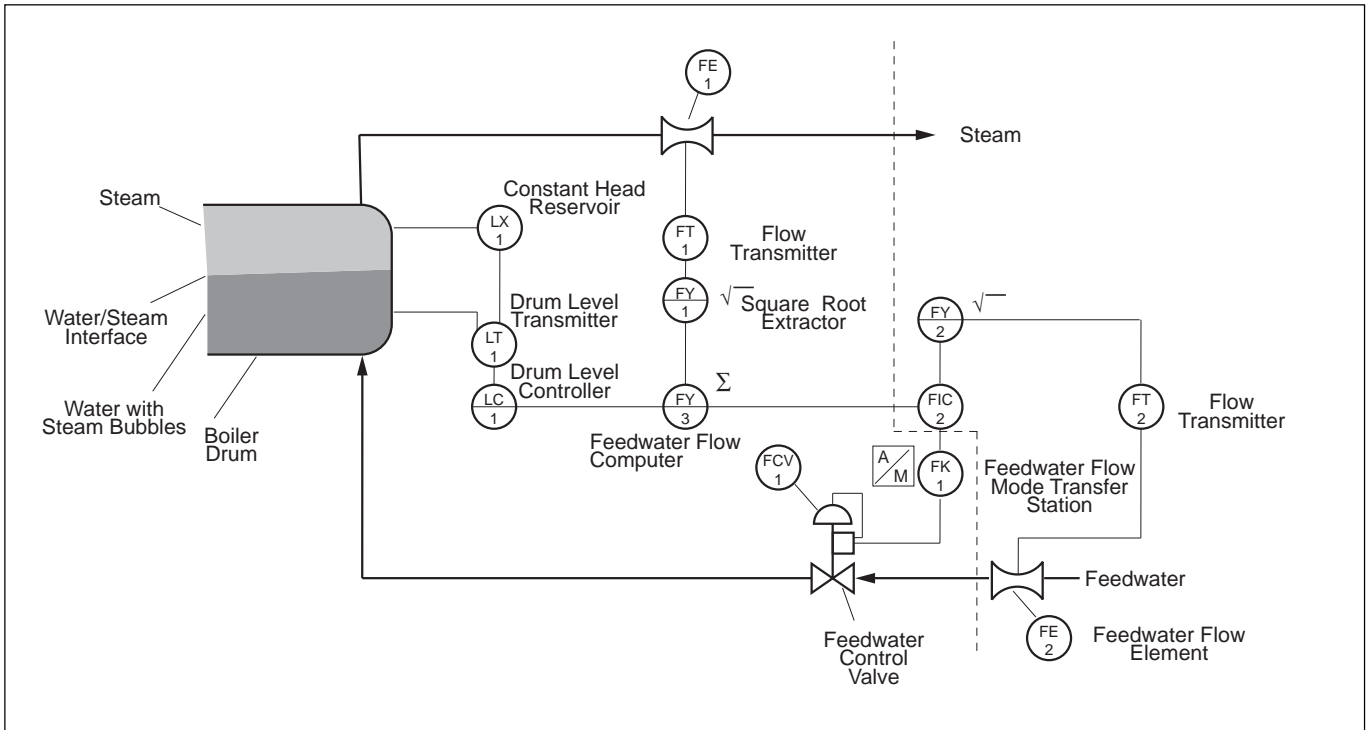 FE
1
Steam
Steam
Constant Head
Reservoir
LX
1
FT
1
Flow
Transmitter
FY
1
√‾ Square Root
Extractor
Water/Steam
Interface
Drum Level
Transmitter
LT
1
FY
2
√‾
Drum Level
Controller
LC
1
Σ
FY
3
FIC
2
FT
2
Flow
Transmitter
Water with
Steam Bubbles
Boiler
Drum
Feedwater Flow
Computer
FCV
1
A
M
FK
1
Feedwater Flow
Mode Transfer
Station
Feedwater
Feedwater
Control
Valve
FE
2
Feedwater Flow
Element